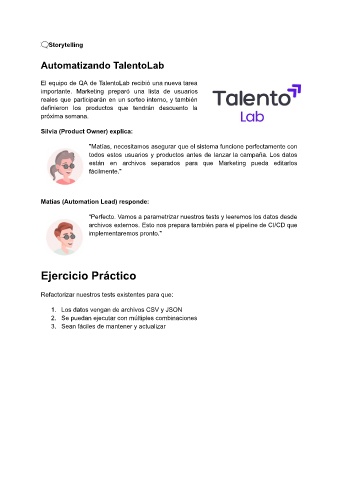 🗨Storytelling
Automatizando TalentoLab
El equipo de QA de TalentoLab recibió una nueva tarea
importante. Marketing preparó una lista de usuarios
reales que participarán en un sorteo interno, y también
definieron los productos que tendrán descuento la
próxima semana.
Talento
Lab
Silvia (Product Owner) explica:
"Matías, necesitamos asegurar que el sistema funcione perfectamente con
todos estos usuarios y productos antes de lanzar la campaña. Los datos
están en archivos separados para que Marketing pueda editarlos
fácilmente."
Matías (Automation Lead) responde:
"Perfecto. Vamos a parametrizar nuestros tests y leeremos los datos desde
archivos externos. Esto nos prepara también para el pipeline de CI/CD que
implementaremos pronto."
Ejercicio Práctico
Refactorizar nuestros tests existentes para que:
1. Los datos vengan de archivos CSV y JSON
2. Se puedan ejecutar con múltiples combinaciones
3. Sean fáciles de mantener y actualizar